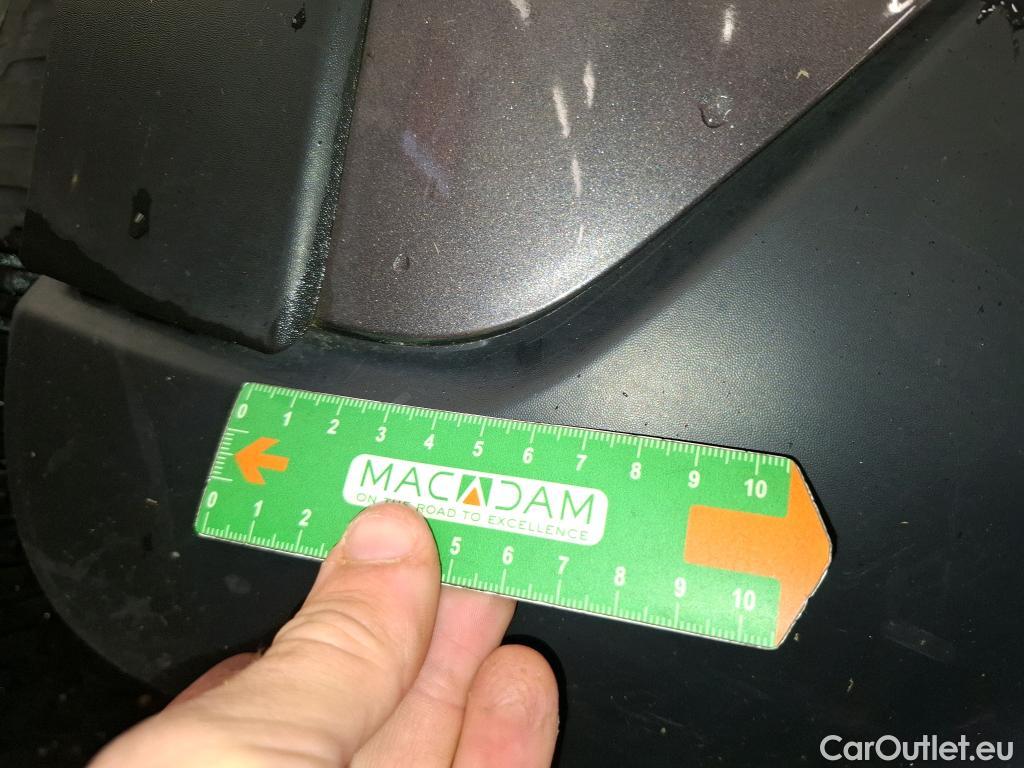 0 1 2 3 4 5 6 7 8 9 10
MACADAM
ON THE ROAD TO EXCELLENCE
0 1 2 5 6 7 8 9 10
CarOutlet.eu